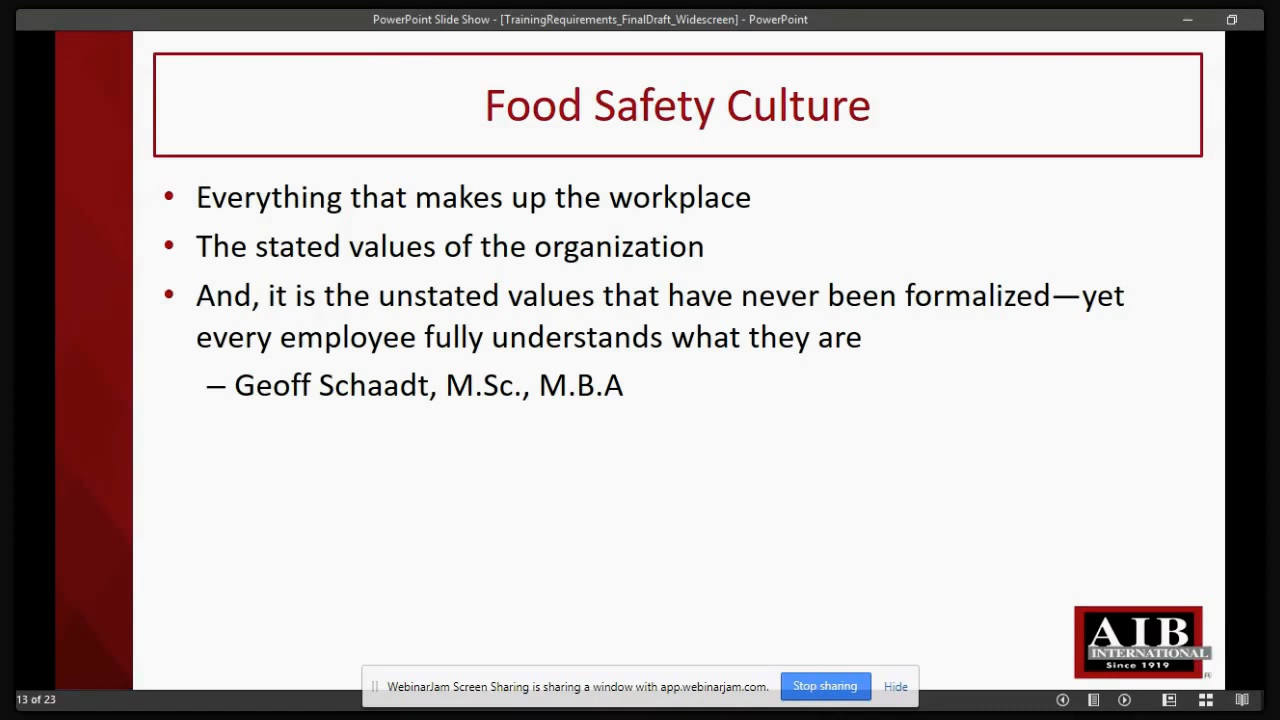 PowerPoint Slide Show - [TrainingRequirements_FinalDraft_Widescreen] - PowerPoint
Food Safety Culture
• Everything that makes up the workplace
• The stated values of the organization
• And, it is the unstated values that have never been formalized—yet
every employee fully understands what they are
– Geoff Schaadt, M.Sc., M.B.A
AIB
INTERNATIONAL
Since 1919
WebinarJam Screen Sharing is sharing a window with app.webinarjam.com.
Stop sharing
Hide
13 of 23